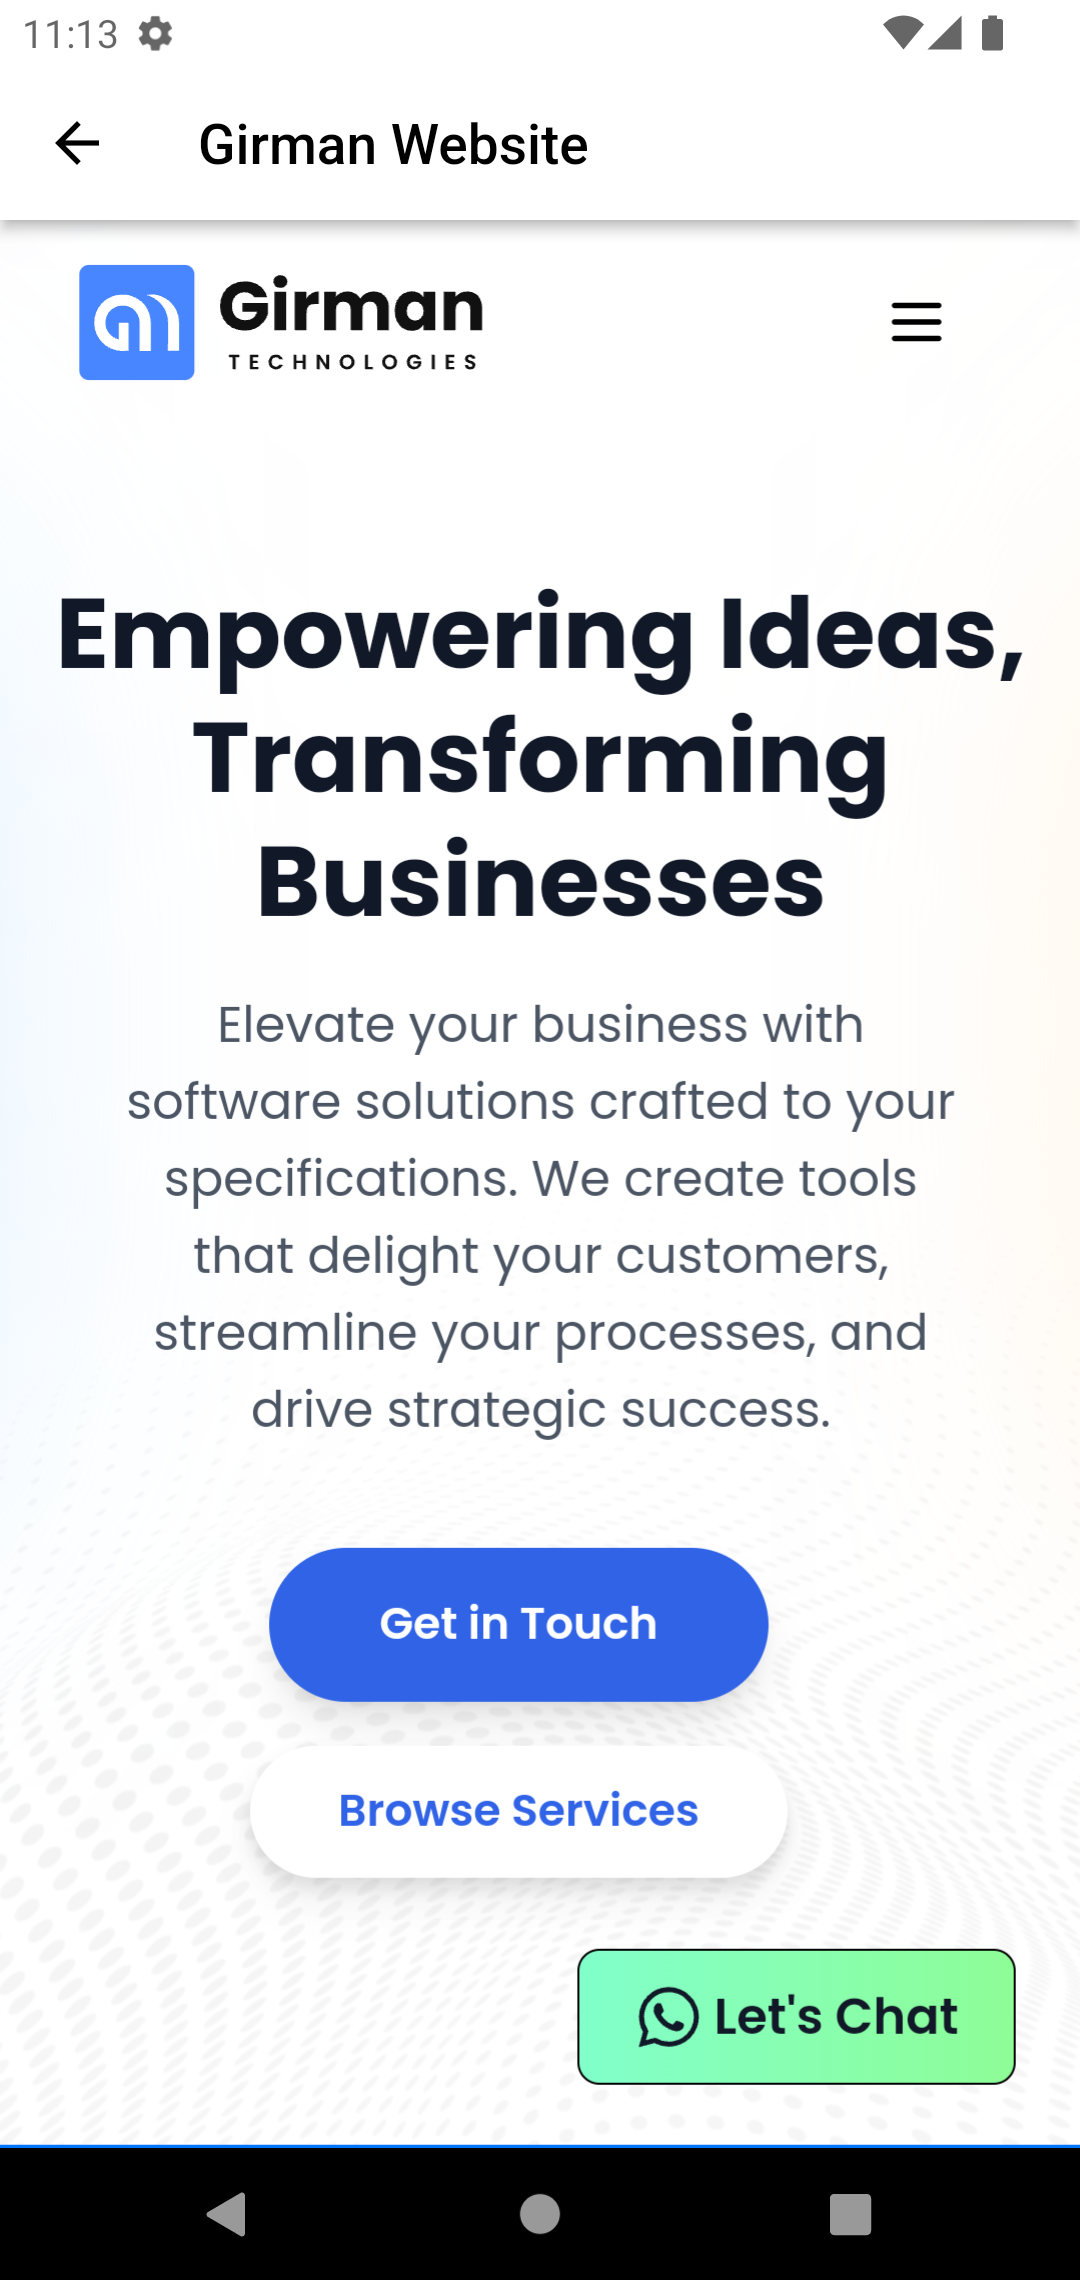 11:13
Girman Website
Girman
TECHNOLOGIES
Empowering Ideas,
Transforming
Businesses
Elevate your business with
software solutions crafted to your
specifications. We create tools
that delight your customers,
streamline your processes, and
drive strategic success.
Get in Touch
Browse Services
Let's Chat